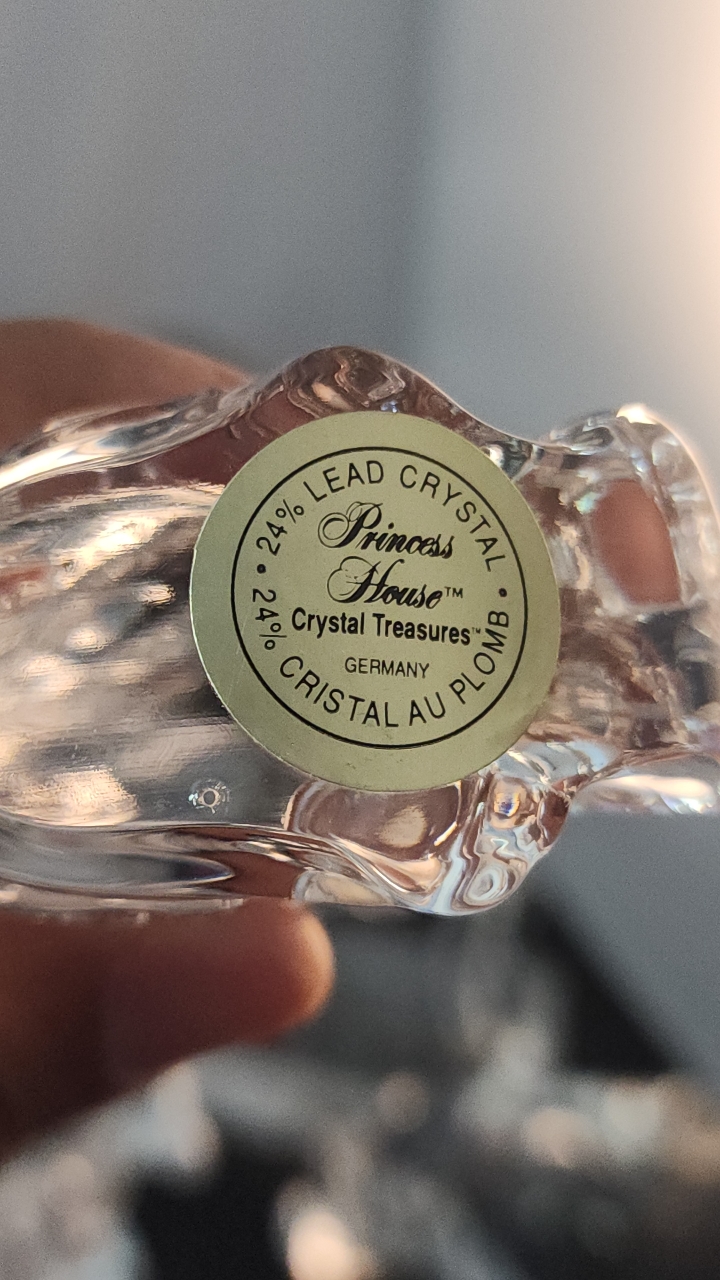 24% LEAD CRYSTAL
Princess
House™
Crystal Treasures™
GERMANY
24% CRISTAL AU PLOMB